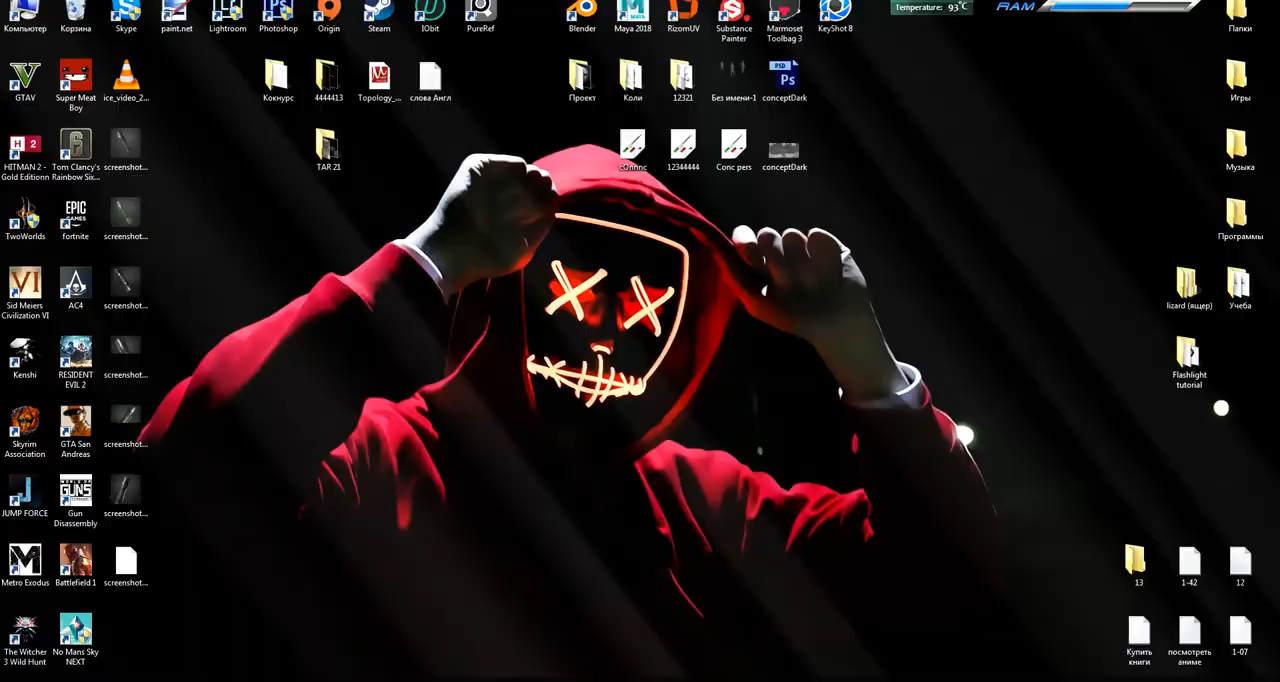 Temperature: 93°C
RAM
Компьютер
Корзина
Skype
paint.net
Lightroom
Photoshop
Origin
Steam
IObit
PureRef
Blender
Maya 2018
RizomUV
Substance
Painter
Marmoset
Toolbag 3
KeyShot 8
Папки
GTAV
Super Meat
Boy
ice_video_2...
Кокнурс
4444413
Topology_...
слова Англ
Проект
Коли
12321
Без имени-1
conceptDark
Игры
HITMAN 2 -
Gold Editionn
Tom Clancy's
Rainbow Six...
screenshot...
TAR 21
cOnnnc
12344444
Conc pers
conceptDark
Музыка
TwoWorlds
fortnite
screenshot...
Программы
Sid Meiers
Civilization VI
AC4
screenshot...
lizard (ящер)
Учеба
Kenshi
RESIDENT
EVIL 2
screenshot...
Flashlight
tutorial
Skyrim
Association
GTA San
Andreas
screenshot...
JUMP FORCE
Gun
Disassembly
screenshot...
Metro Exodus
Battlefield 1
screenshot...
13
1-42
12
The Witcher
3 Wild Hunt
No Mans Sky
NEXT
Купить
книги
посмотреть
аниме
1-07